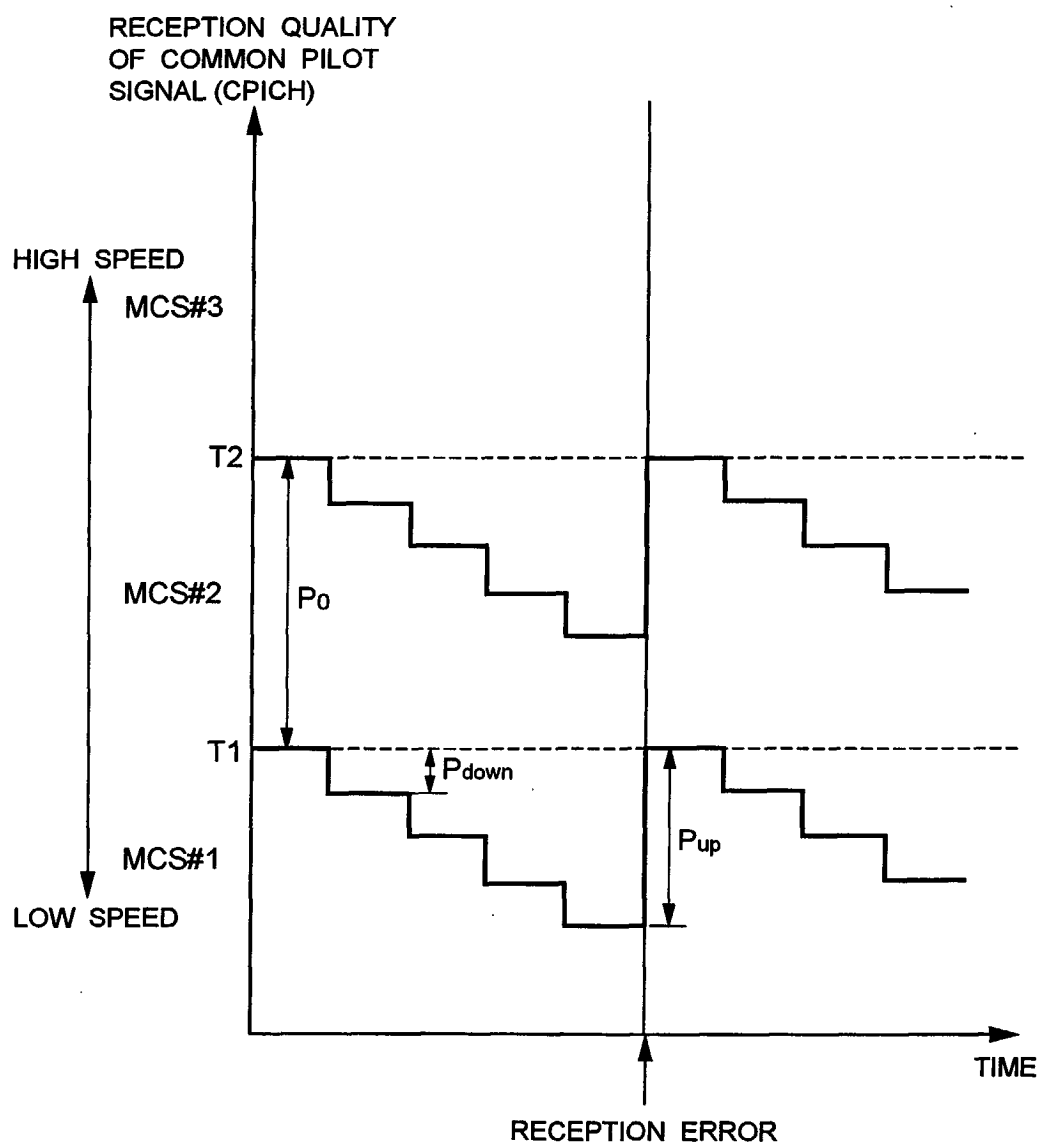 RECEPTION QUALITY
OF COMMON PILOT
SIGNAL (CPICH)
HIGH SPEED
MCS#3
T2
MCS#2
P0
T1
Pdown
MCS#1
Pup
LOW SPEED
TIME
RECEPTION ERROR